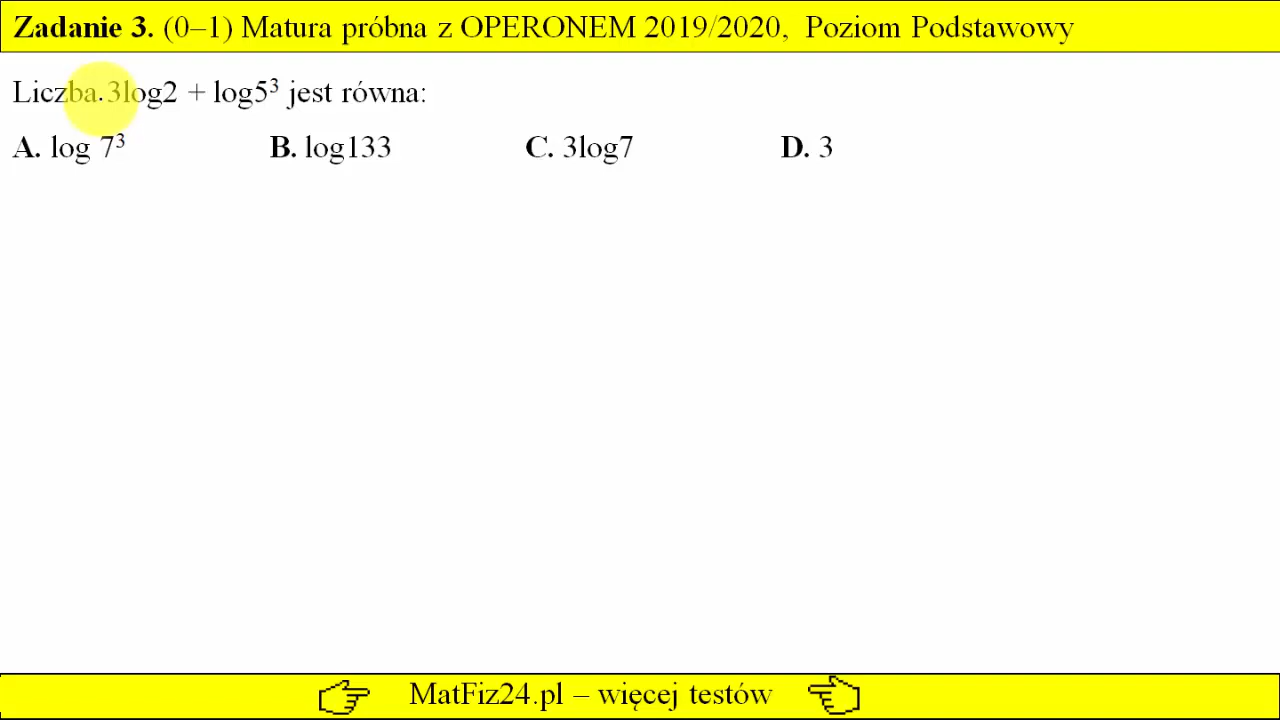 Zadanie 3. (0–1) Matura próbna z OPERONEM 2019/2020, Poziom Podstawowy
Liczba 3log2 + log5³ jest równa:
A. log 7³ B. log133 C. 3log7 D. 3
MatFiz24.pl – więcej testów